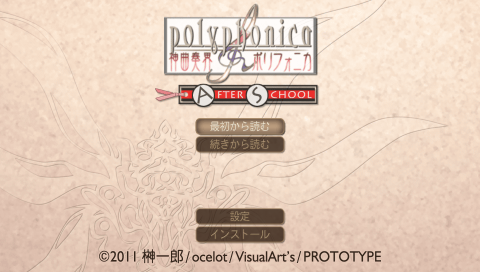 polyphonica
神曲奏界ポリフォニカ
AFTER SCHOOL
最初から読む
続きから読む
設定
インストール
©2011 榊一郎/ocelot/VisualArt's/PROTOTYPE